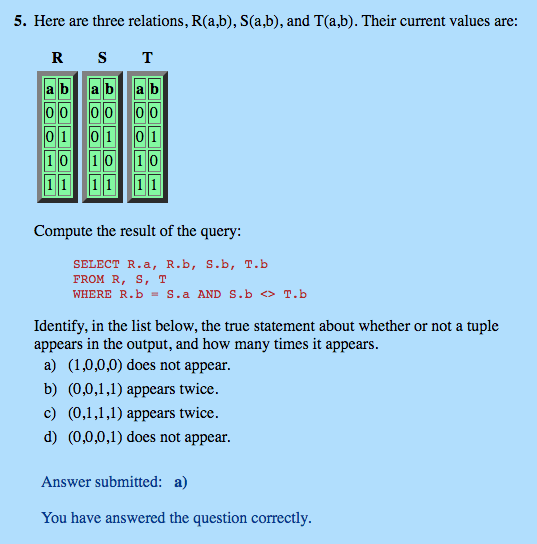 5. Here are three relations, R(a,b), S(a,b), and T(a,b). Their current values are:
R S T
a b a b a b
0 0 0 0 0 0
0 1 0 1 0 1
1 0 1 0 1 0
1 1 1 1 1 1
Compute the result of the query:
SELECT R.a, R.b, S.b, T.b
FROM R, S, T
WHERE R.b = S.a AND S.b <> T.b
Identify, in the list below, the true statement about whether or not a tuple
appears in the output, and how many times it appears.
a) (1,0,0,0) does not appear.
b) (0,0,1,1) appears twice.
c) (0,1,1,1) appears twice.
d) (0,0,0,1) does not appear.
Answer submitted: a)
You have answered the question correctly.